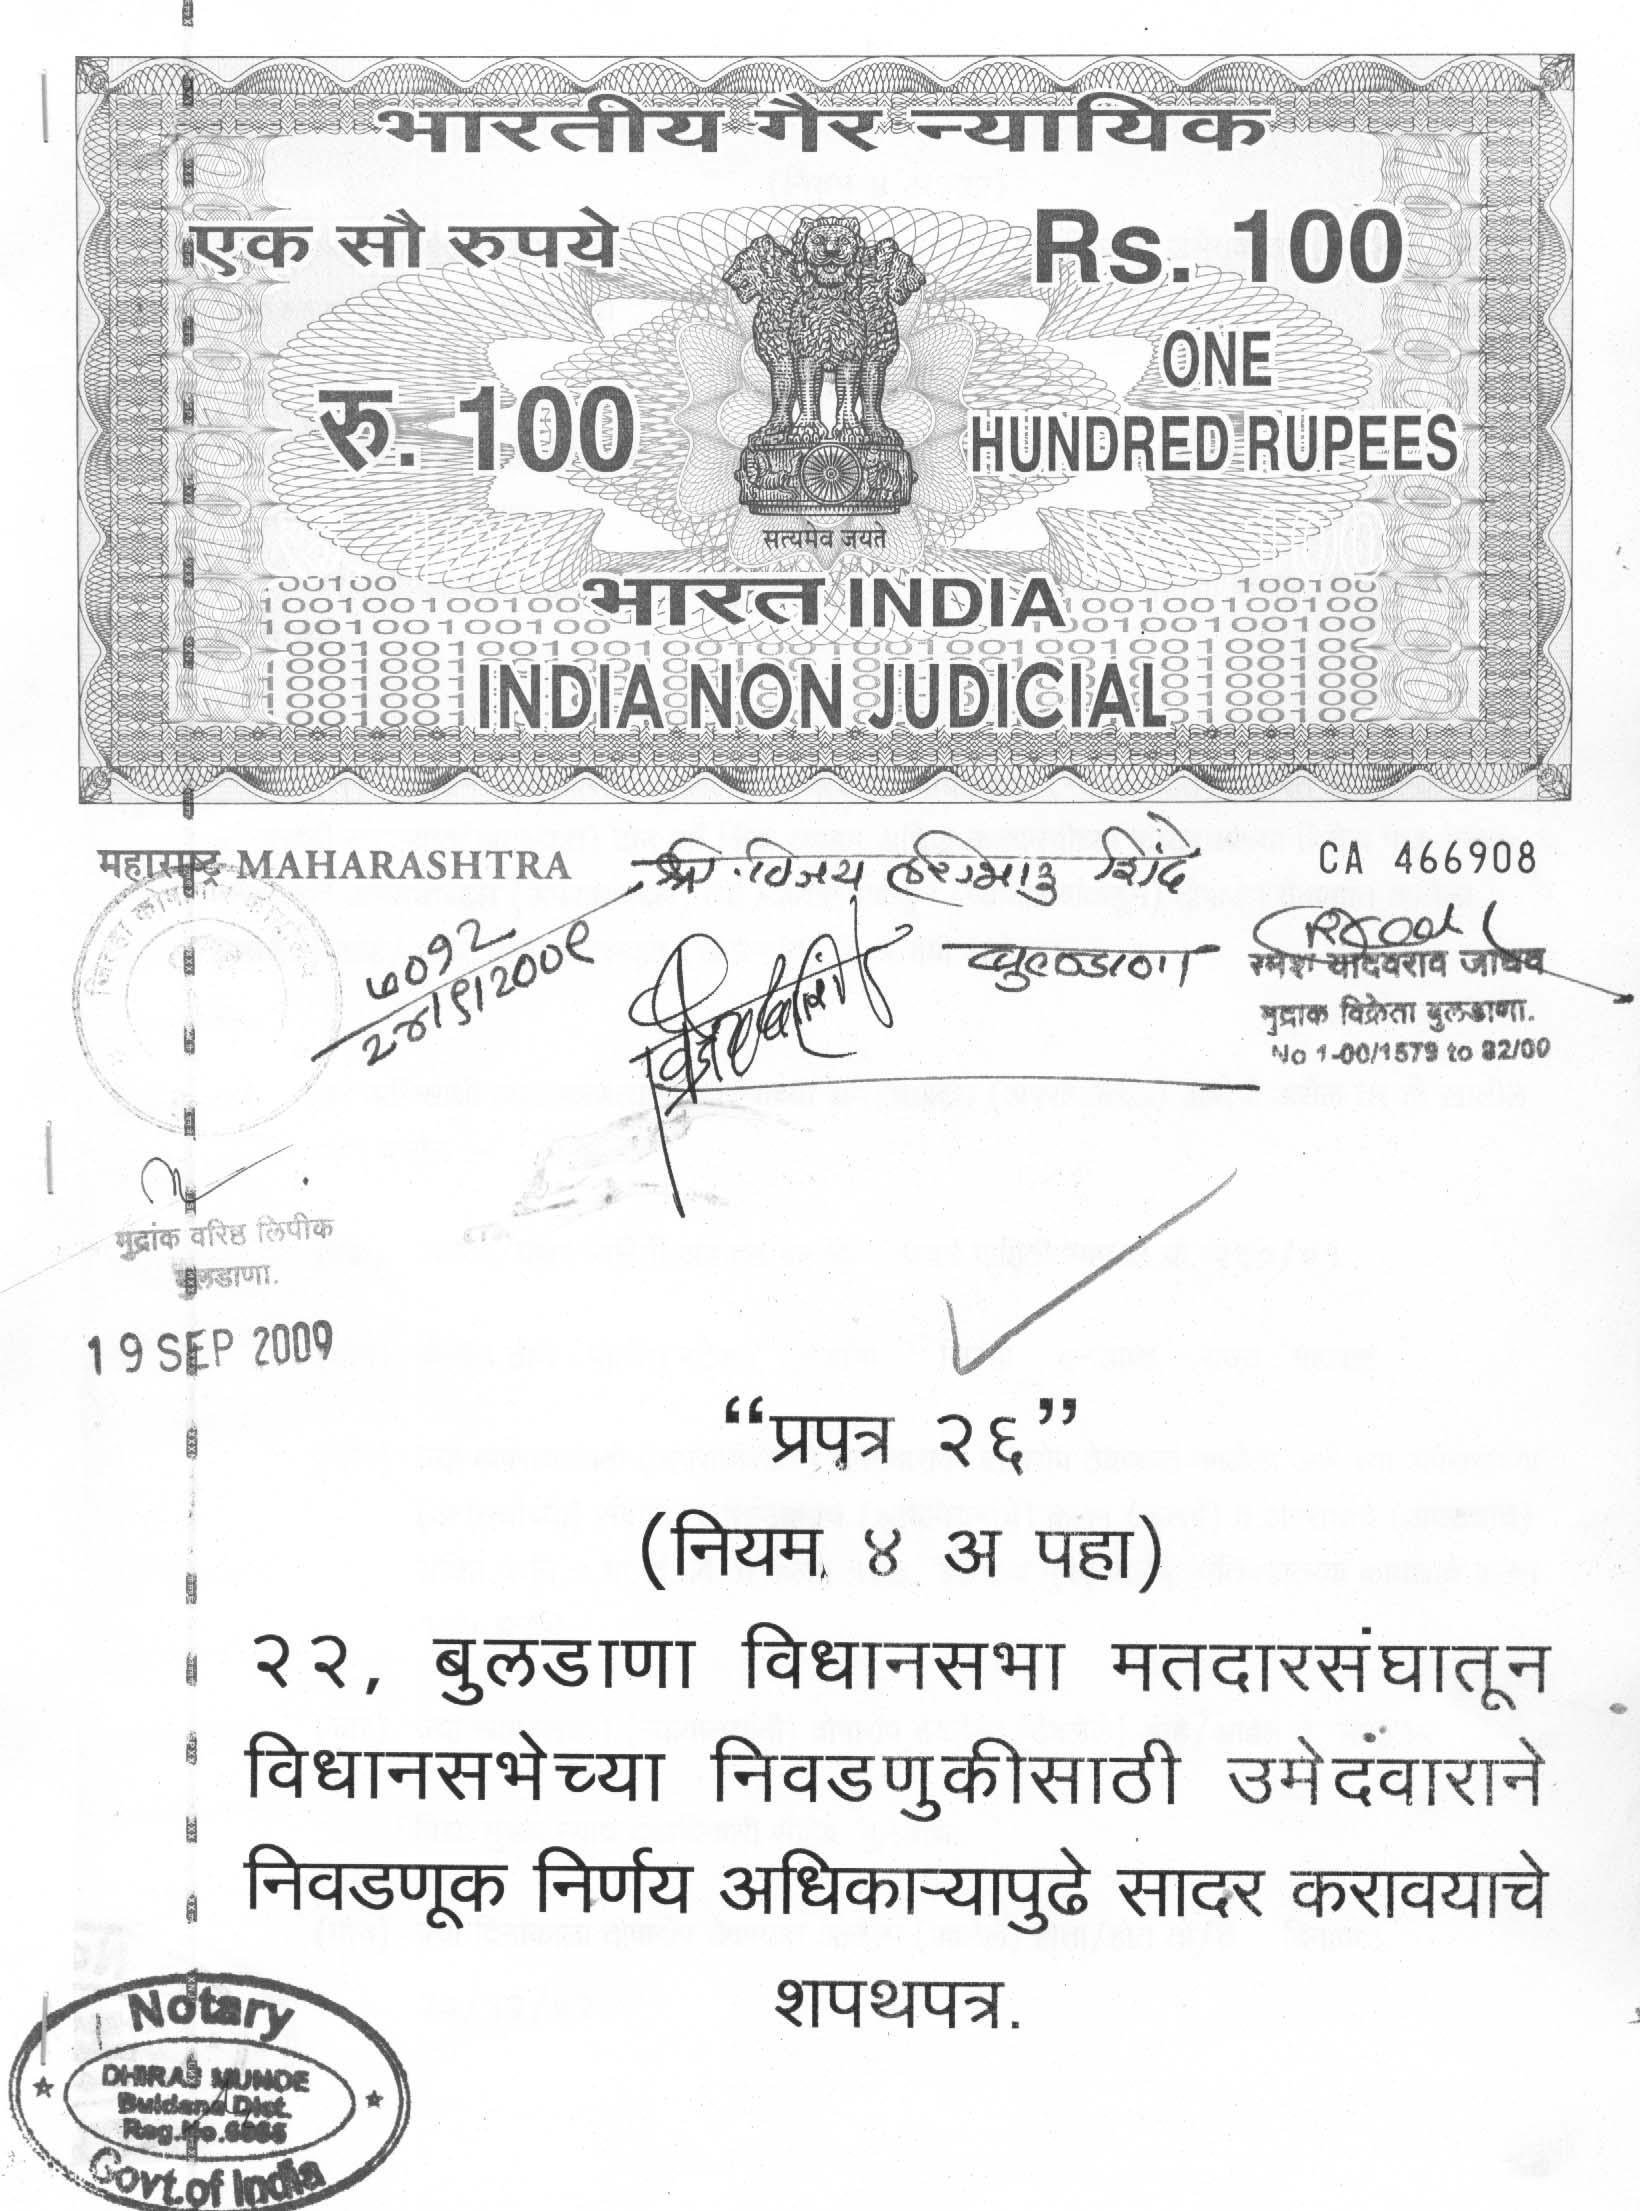 भारतीय गैर न्यायिक
एक सौ रुपये
Rs. 100
रु. 100
ONE
HUNDRED RUPEES
सत्यमेव जयते
भारत INDIA
INDIA NON JUDICIAL
महाराष्ट्र MAHARASHTRA
श्री. विजय हरिभाऊ शिंदे
CA 466908
७०१२
बुलडाणा
रमेश यादवराव जाधव
मुद्रांक विक्रेता बुलडाणा.
No 1-00/1579 to 82/00
मुद्रांक वरिष्ठ लिपीक
बुलडाणा.
19 SEP 2009
“प्रपत्र २६”
(नियम ४ अ पहा)
२२, बुलडाणा विधानसभा मतदारसंघातून
विधानसभेच्या निवडणुकीसाठी उमेदवाराने
निवडणूक निर्णय अधिकाऱ्यापुढे सादर करावयाचे
शपथपत्र.
Notary
DHIRAJ MUNDE
Buldana Dist.
Govt.of India